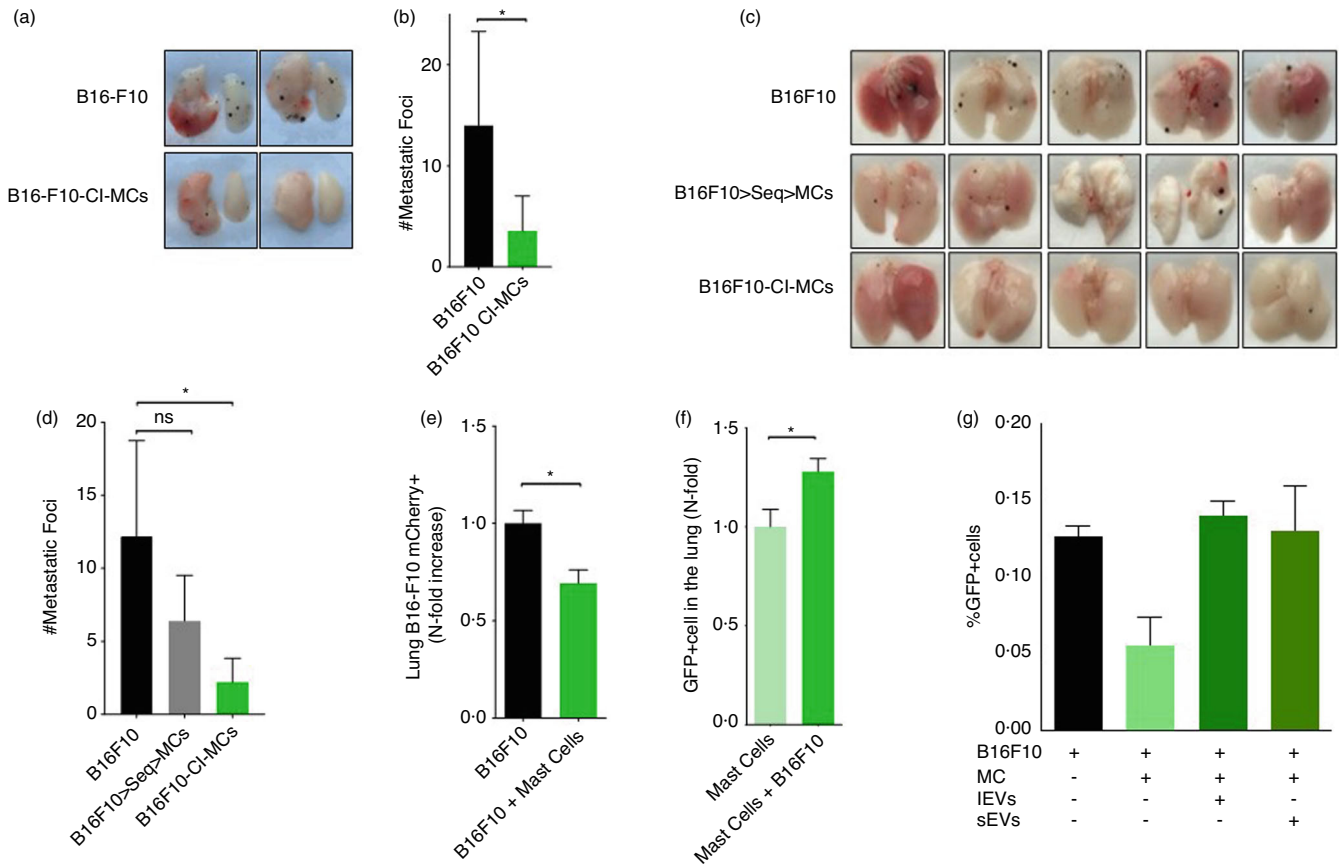 (a)
B16-F10
B16-F10-CI-MCs
(b)
*
#Metastatic Foci
20
10
0
B16F10
B16F10 CI-MCs
(c)
B16F10
B16F10>Seq>MCs
B16F10-CI-MCs
(d)
*
ns
#Metastatic Foci
20
15
10
5
0
B16F10
B16F10>Seq>MCs
B16F10-CI-MCs
(e)
*
Lung B16-F10 mCherry+
(N-fold increase)
1·5
1·0
0·5
0·0
B16F10
B16F10 + Mast Cells
(f)
*
GFP+cell in the lung (N-fold)
1·5
1·0
0·5
0·0
Mast Cells
Mast Cells + B16F10
(g)
%GFP+cells
0·20
0·15
0·10
0·05
0·00
B16F10 + + + +
MC - + + +
lEVs - - + -
sEVs - - - +